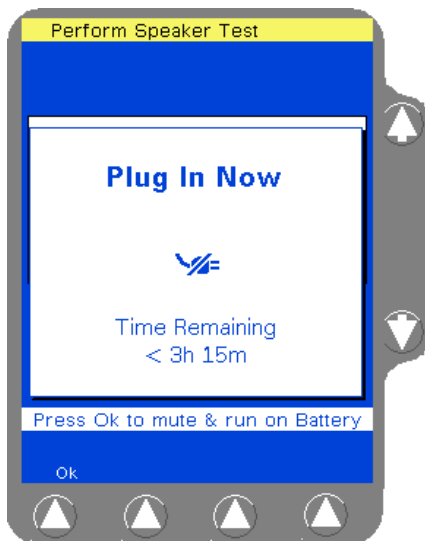 Perform Speaker Test
Plug In Now
Time Remaining
< 3h 15m
Press Ok to mute & run on Battery
Ok